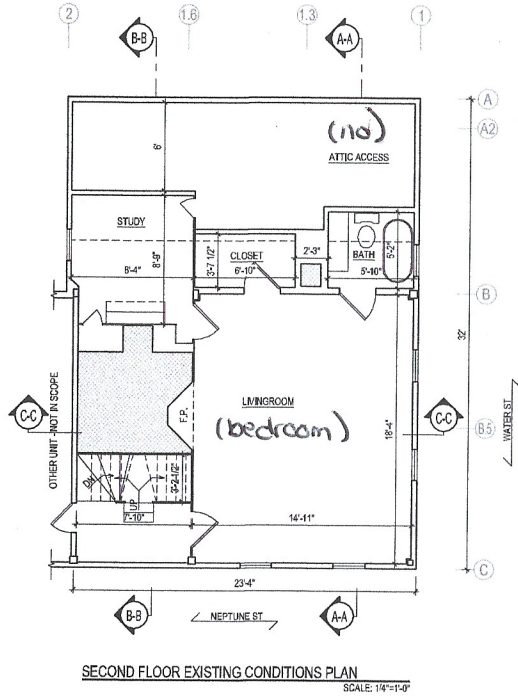 2
1.6
1.3
1
B-B
A-A
A
(no)
A2
ATTIC ACCESS
6'
STUDY
BATH
5'-2"
CLOSET
2'-3"
3'-7 1/2"
8'-9"
8'-4"
6'-10"
5'-10"
B
32'
OTHER UNIT -NOT IN SCOPE
C-C
F.P.
LIVINGROOM
(bedroom)
18'-4"
C-C
B.5
WATER ST
DN
UP
3'-2-1/2"
7'-10"
14'-11"
C
23'-4"
B-B
NEPTUNE ST
A-A
SECOND FLOOR EXISTING CONDITIONS PLAN
SCALE: 1/4"=1'-0"